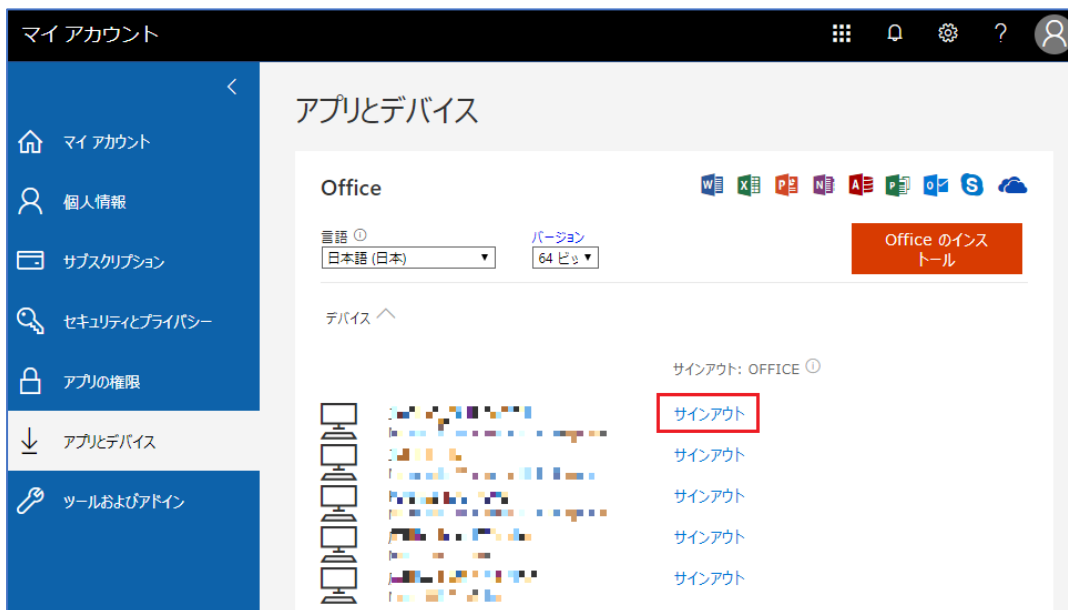 マイ アカウント
?
マイ アカウント
個人情報
サブスクリプション
セキュリティとプライバシー
アプリの権限
アプリとデバイス
ツールおよびアドイン
アプリとデバイス
Office
言語
バージョン
日本語 (日本)
64 ビッ
Office のインス
トール
デバイス
サインアウト: OFFICE
サインアウト
サインアウト
サインアウト
サインアウト
サインアウト